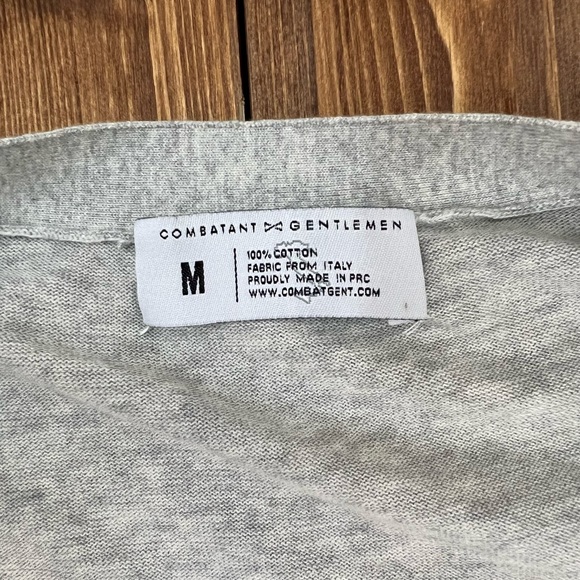 COMBATANT GENTLEMEN
M
100% COTTON
FABRIC FROM ITALY
PROUDLY MADE IN PRC
WWW.COMBATGENT.COM